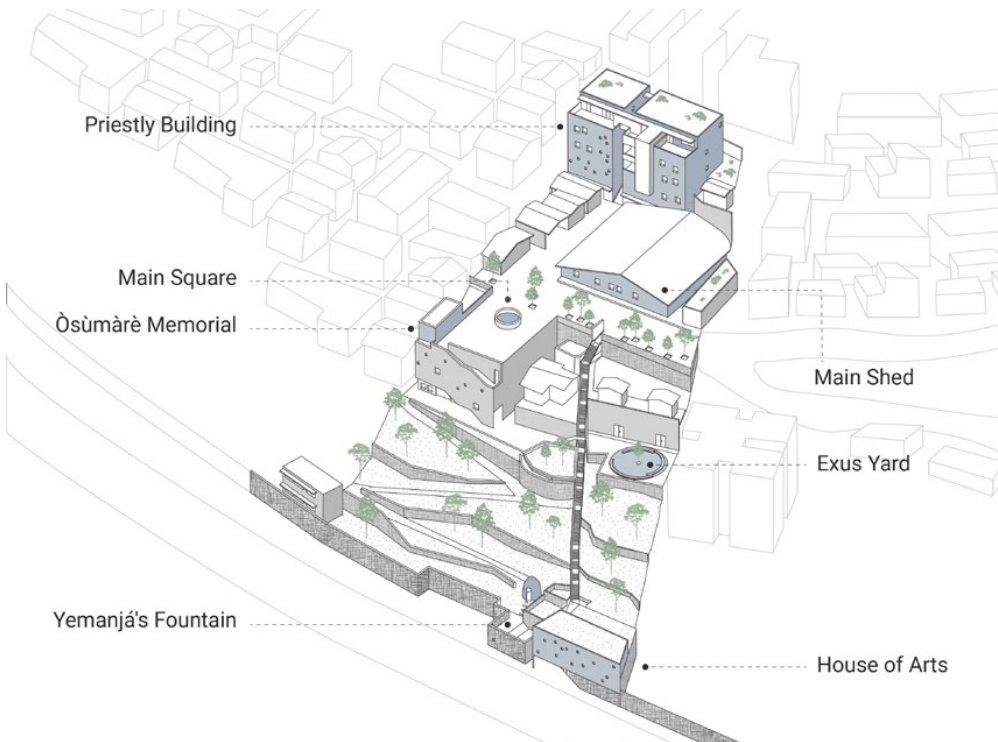 Priestly Building
Main Square
Òsùmàrè Memorial
Main Shed
Exus Yard
Yemanjá's Fountain
House of Arts